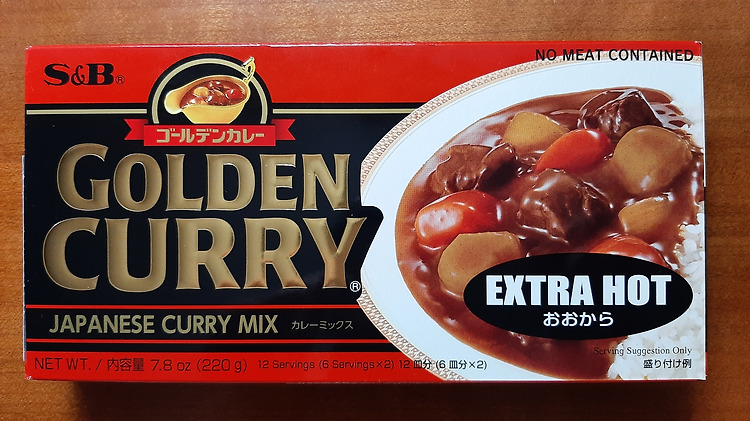 NO MEAT CONTAINED
S&B®
ゴールデンカレー
GOLDEN
CURRY®
EXTRA HOT
おおから
JAPANESE CURRY MIX カレーミックス
Serving Suggestion Only
盛り付け例
NET WT. / 内容量 7.8 oz (220 g) 12 Servings (6 Servings×2) 12 皿分 (6 皿分×2)